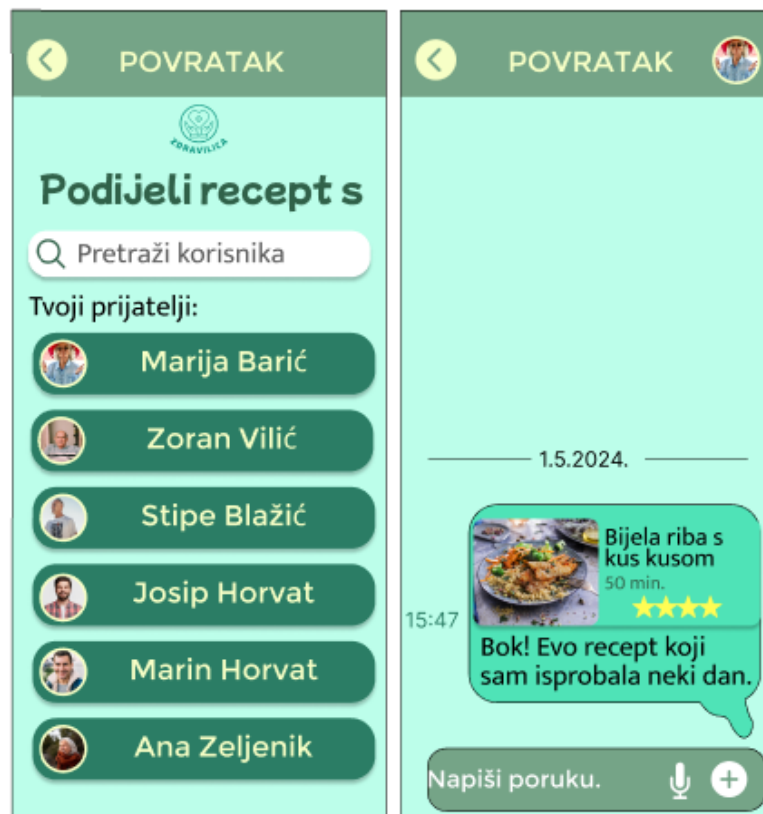 POVRATAK
ZDRAVILICA
Podijeli recept s
Pretraži korisnika
Tvoji prijatelji:
Marija Barić
Zoran Vilić
Stipe Blažić
Josip Horvat
Marin Horvat
Ana Zeljenik
POVRATAK
1.5.2024.
Bijela riba s
kus kusom
50 min.
15:47
Bok! Evo recept koji
sam isprobala neki dan.
Napiši poruku.